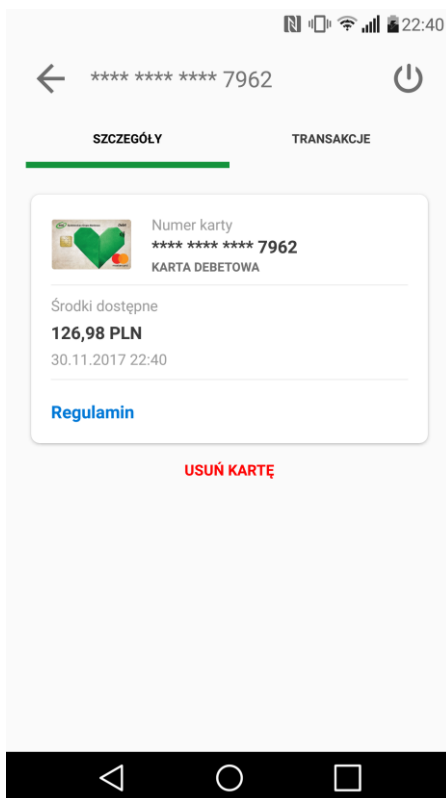 22:40
**** **** **** 7962
SZCZEGÓŁY
TRANSAKCJE
Numer karty
**** **** **** 7962
KARTA DEBETOWA
Środki dostępne
126,98 PLN
30.11.2017 22:40
Regulamin
USUŃ KARTĘ